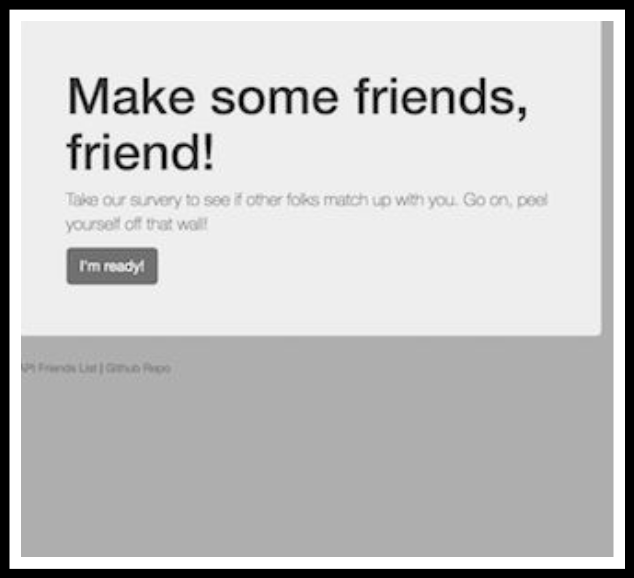 Make some friends,
friend!
Take our survery to see if other folks match up with you. Go on, peel
yourself off that wall!
I'm ready!
API Friends List | Github Repo